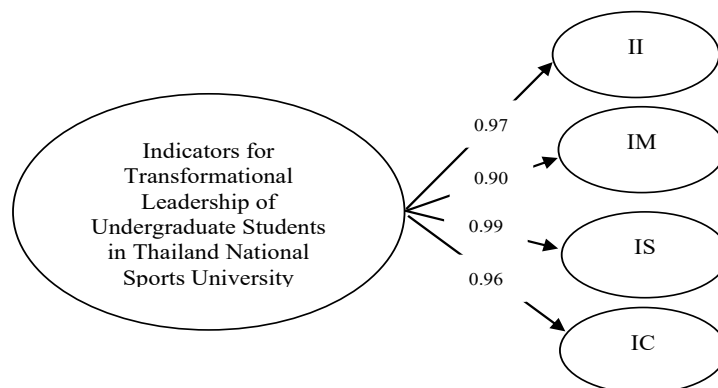 II
0.97
Indicators for
Transformational
Leadership of
Undergraduate Students
in Thailand National
Sports University
IM
0.90
IS
0.99
IC
0.96